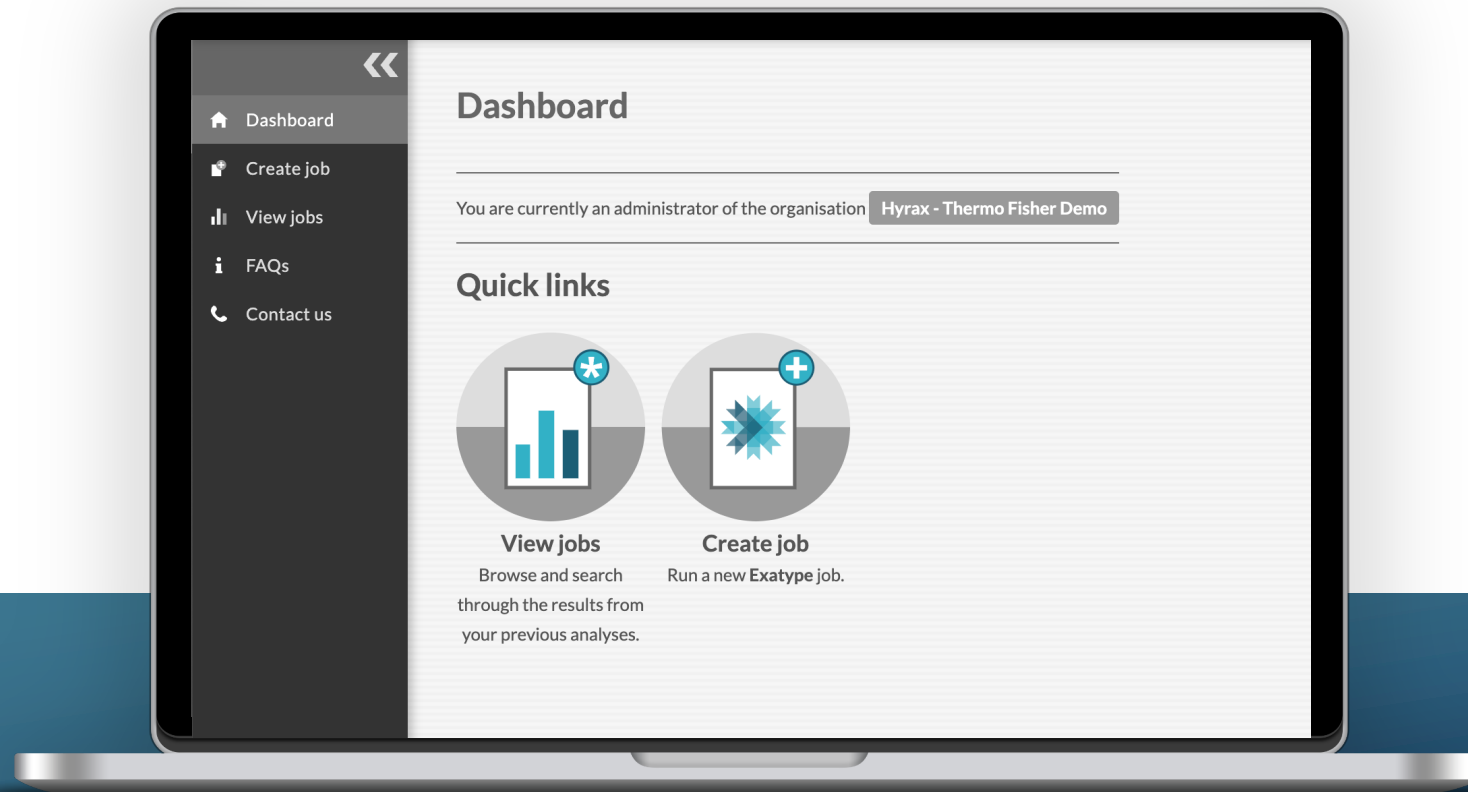 Dashboard
Create job
View jobs
FAQs
Contact us
Dashboard
You are currently an administrator of the organisation Hyrax - Thermo Fisher Demo
Quick links
View jobs
Browse and search
through the results from
your previous analyses.
Create job
Run a new Exatype job.